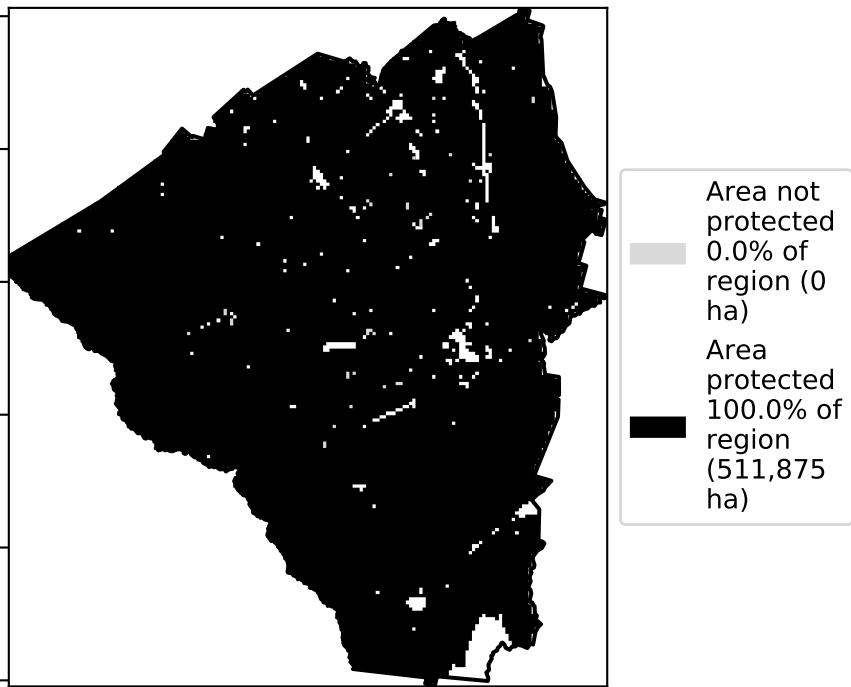 Area not
protected
0.0% of
region (0
ha)
Area
protected
100.0% of
region
(511,875
ha)